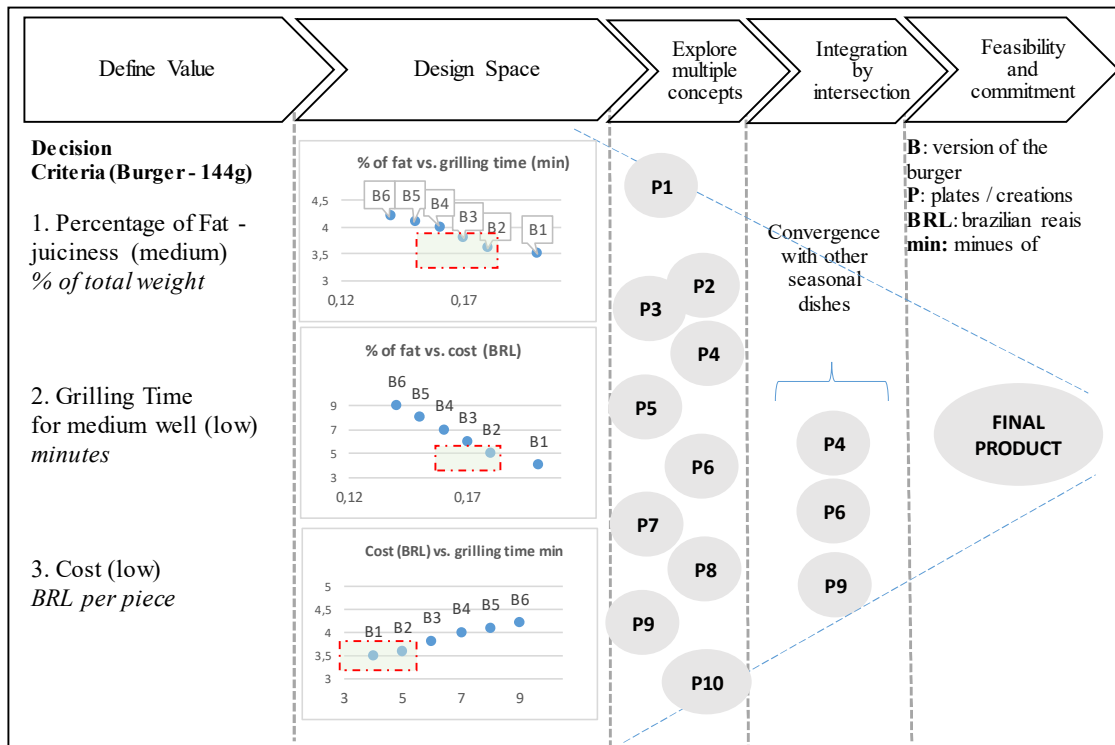 Define Value
Design Space
Explore
multiple
concepts
Integration
by
intersection
Feasibility
and
commitment
Decision
Criteria (Burger - 144g)
1. Percentage of Fat -
juiciness (medium)
% of total weight
2. Grilling Time
for medium well (low)
minutes
3. Cost (low)
BRL per piece
% of fat vs. grilling time (min)
4,5
4
3,5
3
0,12
0,17
B6
B5
B4
B3
B2
B1
% of fat vs. cost (BRL)
9
7
5
3
0,12
0,17
B6
B5
B4
B3
B2
B1
Cost (BRL) vs. grilling time min
5
4,5
4
3,5
3
3
5
7
9
B1
B2
B3
B4
B5
B6
P1
P2
P3
P4
P5
P6
P7
P8
P9
P10
Convergence
with other
seasonal
dishes
P4
P6
P9
B: version of the
burger
P: plates / creations
BRL: brazilian reais
min: minues of
FINAL
PRODUCT